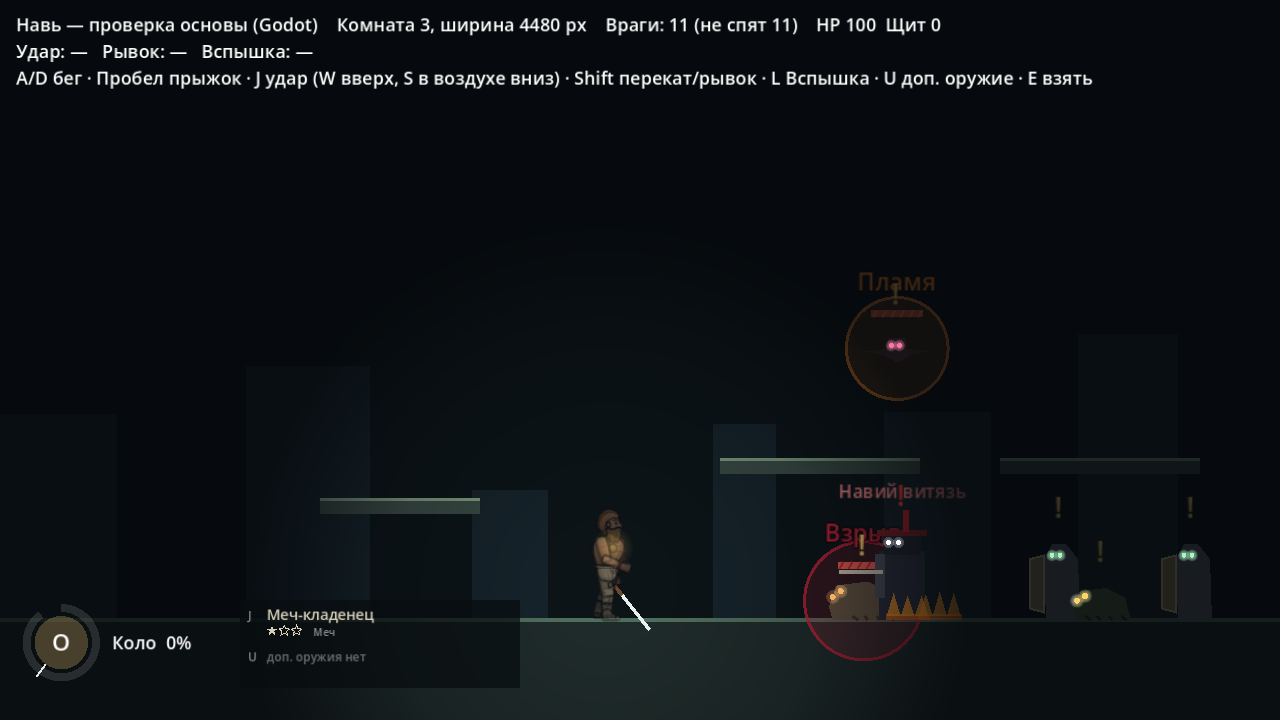 Навь — проверка основы (Godot) Комната 3, ширина 4480 px Враги: 11 (не спят 11) HP 100 Щит 0
Удар: — Рывок: — Вспышка: —
A/D бег · Пробел прыжок · J удар (W вверх, S в воздухе вниз) · Shift перекат/рывок · L Вспышка · U доп. оружие · E взять
Пламя
!
Навий витязь
!
Взрыв
!
!
!
!
J Меч-кладенец
★☆☆ Меч
U доп. оружия нет
О
Коло 0%